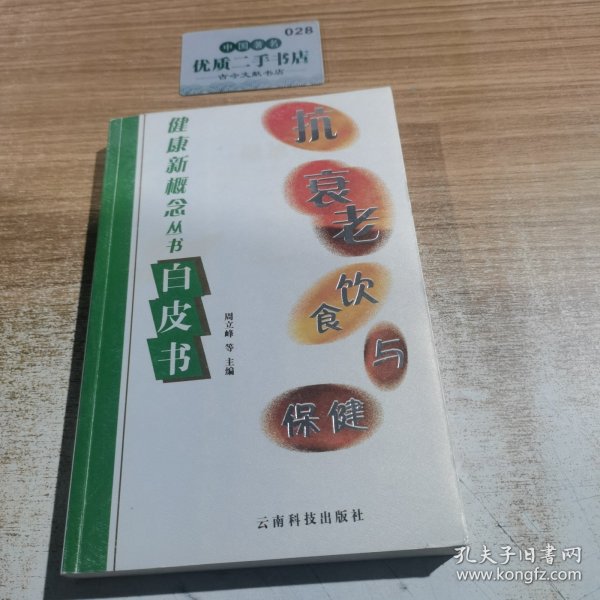 028
中国著名
优质二手书店
古今文献书店
健康新概念丛书
白皮书
抗
衰老
饮食
与
保健
周立峰 等 主编
云南科技出版社
孔夫子旧书网
www.kongfz.com